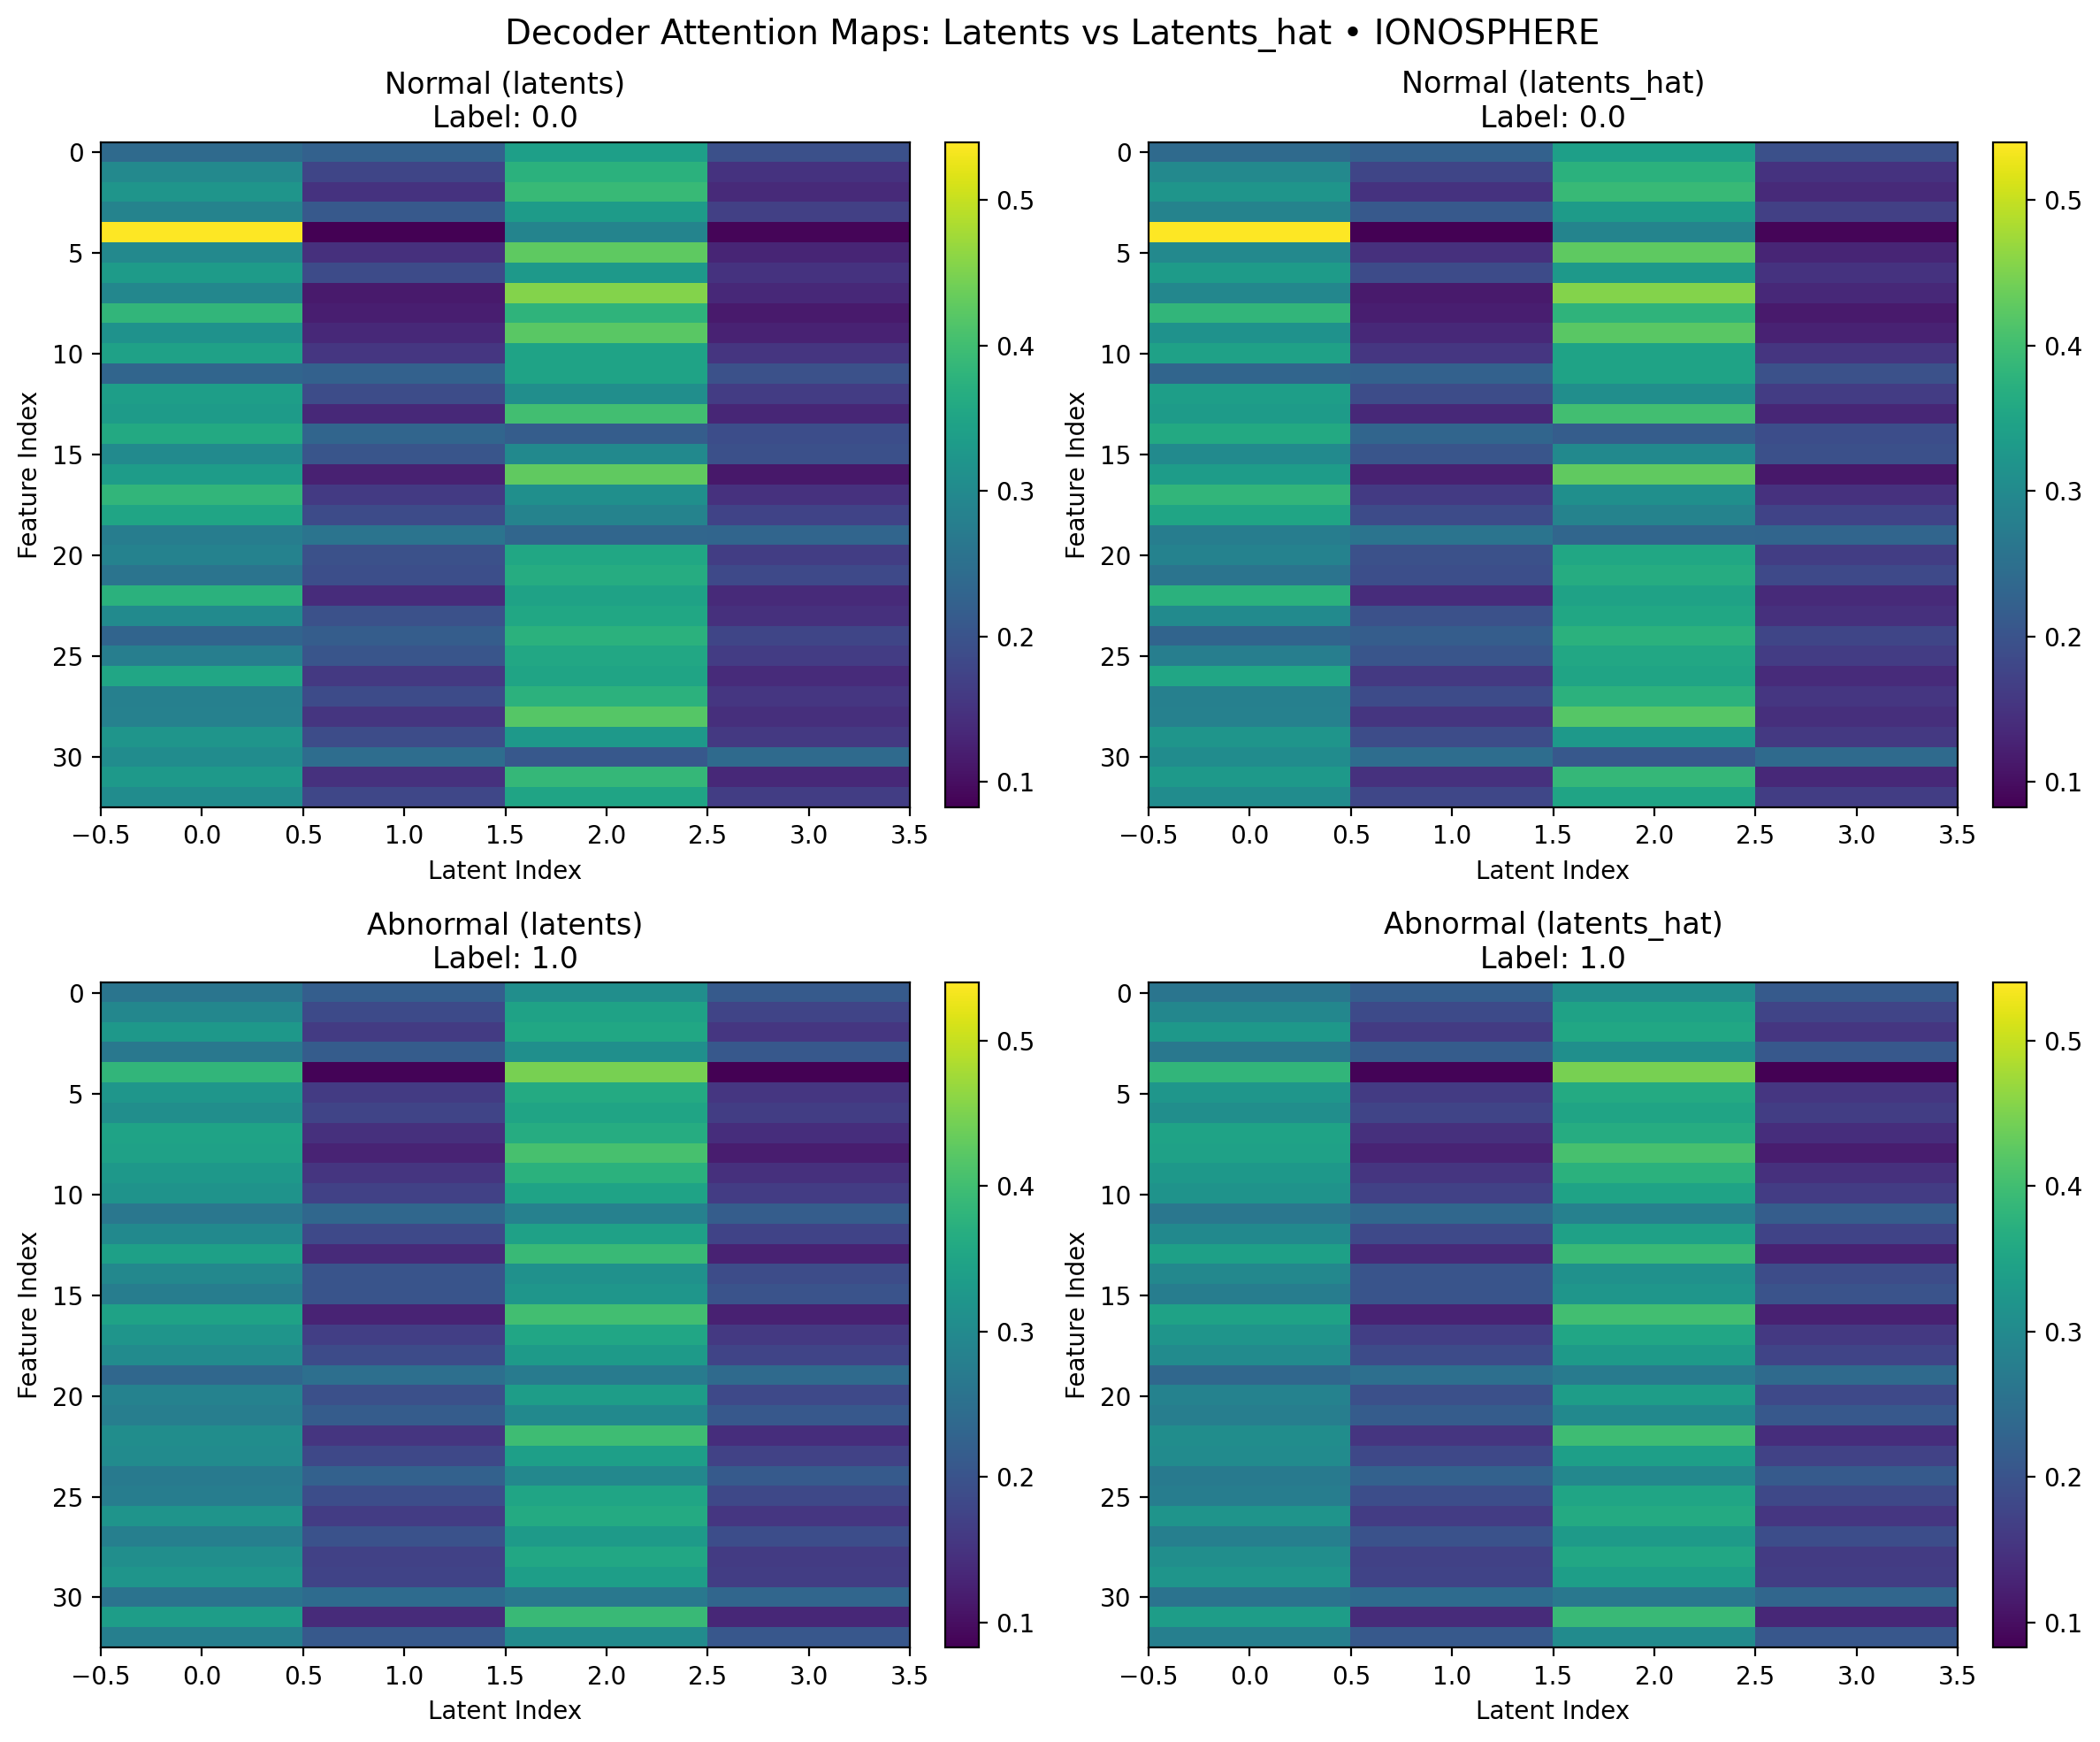 Decoder Attention Maps: Latents vs Latents_hat • IONOSPHERE
Normal (latents)
Label: 0.0
0
5
10
15
20
25
30
Feature Index
−0.5 0.0 0.5 1.0 1.5 2.0 2.5 3.0 3.5
Latent Index
0.5
0.4
0.3
0.2
0.1
Normal (latents_hat)
Label: 0.0
0
5
10
15
20
25
30
Feature Index
−0.5 0.0 0.5 1.0 1.5 2.0 2.5 3.0 3.5
Latent Index
0.5
0.4
0.3
0.2
0.1
Abnormal (latents)
Label: 1.0
0
5
10
15
20
25
30
Feature Index
−0.5 0.0 0.5 1.0 1.5 2.0 2.5 3.0 3.5
Latent Index
0.5
0.4
0.3
0.2
0.1
Abnormal (latents_hat)
Label: 1.0
0
5
10
15
20
25
30
Feature Index
−0.5 0.0 0.5 1.0 1.5 2.0 2.5 3.0 3.5
Latent Index
0.5
0.4
0.3
0.2
0.1